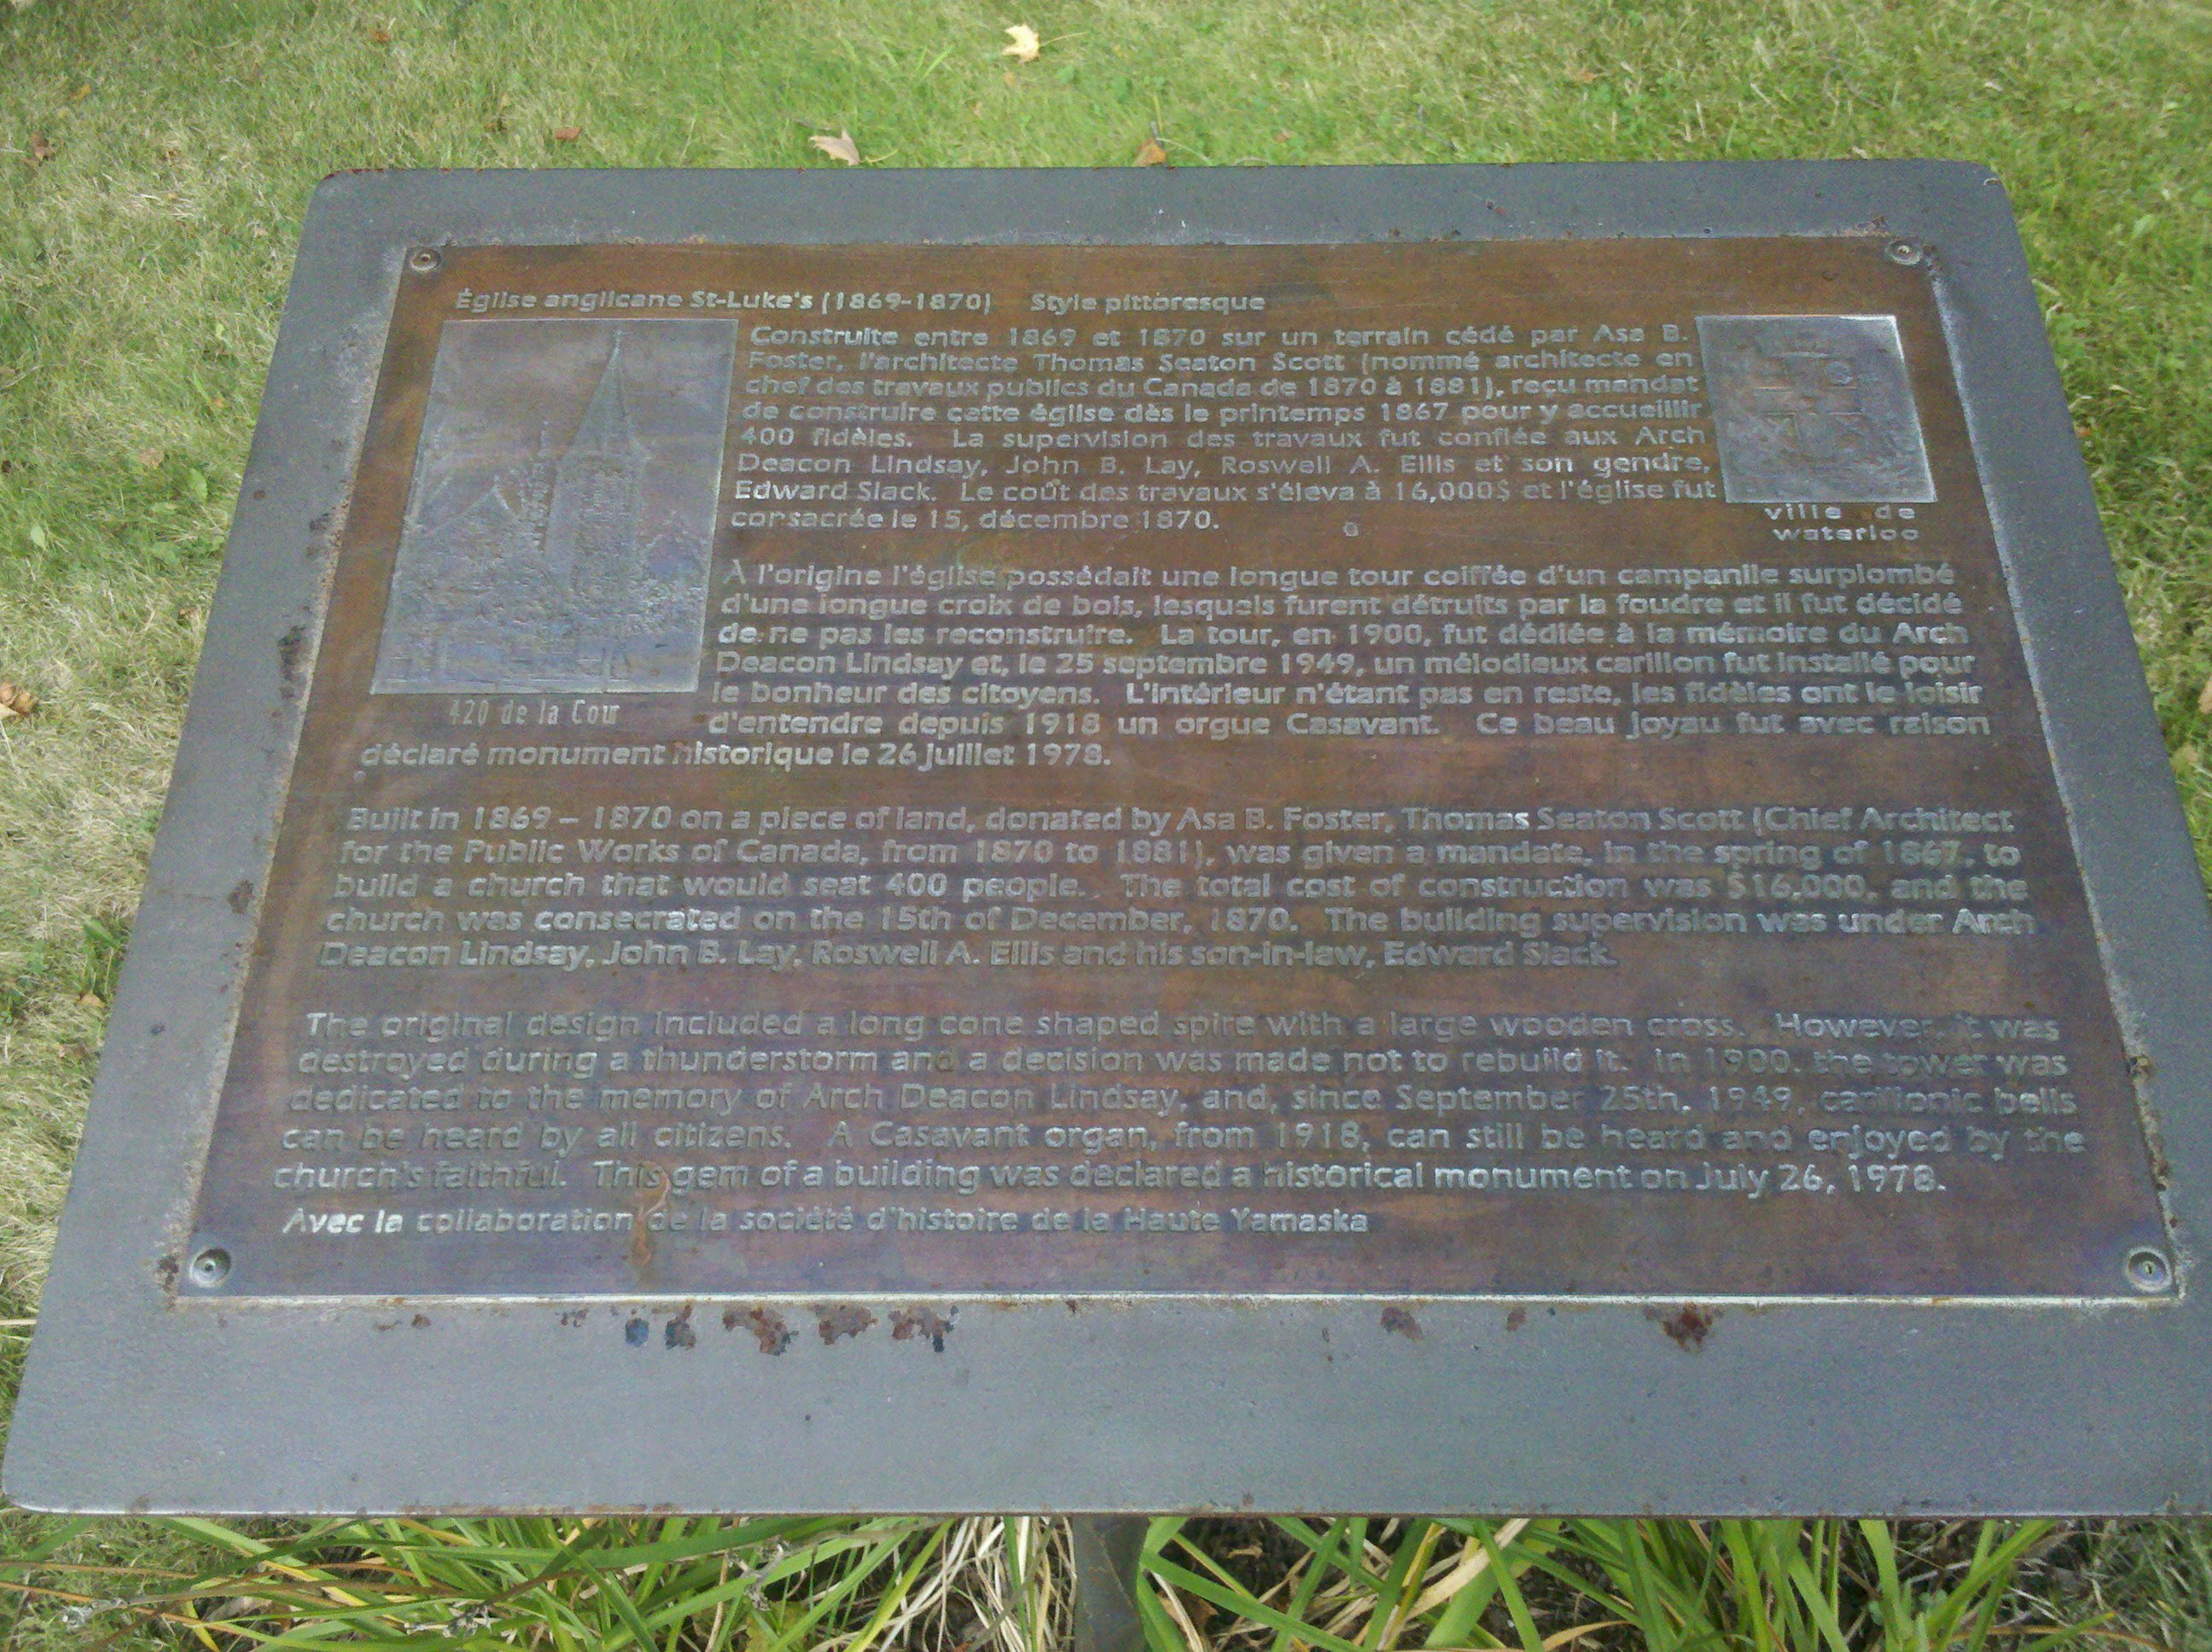 Église anglicane St-Luke's (1869-1870) Style pittoresque
Construite entre 1869 et 1870 sur un terrain cédé par Asa B.
Foster, l'architecte Thomas Seaton Scott (nommé architecte en
chef des travaux publics du Canada de 1870 à 1881), reçu mandat
de construire cette église dès le printemps 1867 pour y accueillir
400 fidèles. La supervision des travaux fut confiée aux Arch
Deacon Lindsay, John B. Lay, Roswell A. Ellis et son gendre,
Edward Slack. Le coût des travaux s'éleva à 16,000$ et l'église fut
consacrée le 15, décembre 1870.
ville de
waterloo
A l'origine l'église possédait une longue tour coiffée d'un campanile surplombé
d'une longue croix de bois, lesquels furent détruits par la foudre et il fut décidé
de ne pas les reconstruire. La tour, en 1900, fut dédiée à la mémoire du Arch
Deacon Lindsay et, le 25 septembre 1949, un mélodieux carillon fut installé pour
le bonheur des citoyens. L'intérieur n'étant pas en reste, les fidèles ont le loisir
d'entendre depuis 1918 un orgue Casavant. Ce beau joyau fut avec raison
déclaré monument historique le 26 juillet 1978.
420 de la Cour
Built in 1869 – 1870 on a piece of land, donated by Asa B. Foster, Thomas Seaton Scott (Chief Architect
for the Public Works of Canada, from 1870 to 1881), was given a mandate, in the spring of 1867, to
build a church that would seat 400 people. The total cost of construction was $16,000, and the
church was consecrated on the 15th of December, 1870. The building supervision was under Arch
Deacon Lindsay, John B. Lay, Roswell A. Ellis and his son-in-law, Edward Slack.
The original design included a long cone shaped spire with a large wooden cross. However, it was
destroyed during a thunderstorm and a decision was made not to rebuild it. In 1900, the tower was
dedicated to the memory of Arch Deacon Lindsay, and, since September 25th, 1949, carillonic bells
can be heard by all citizens. A Casavant organ, from 1918, can still be heard and enjoyed by the
church's faithful. This gem of a building was declared a historical monument on July 26, 1978.
Avec la collaboration de la société d'histoire de la Haute Yamaska